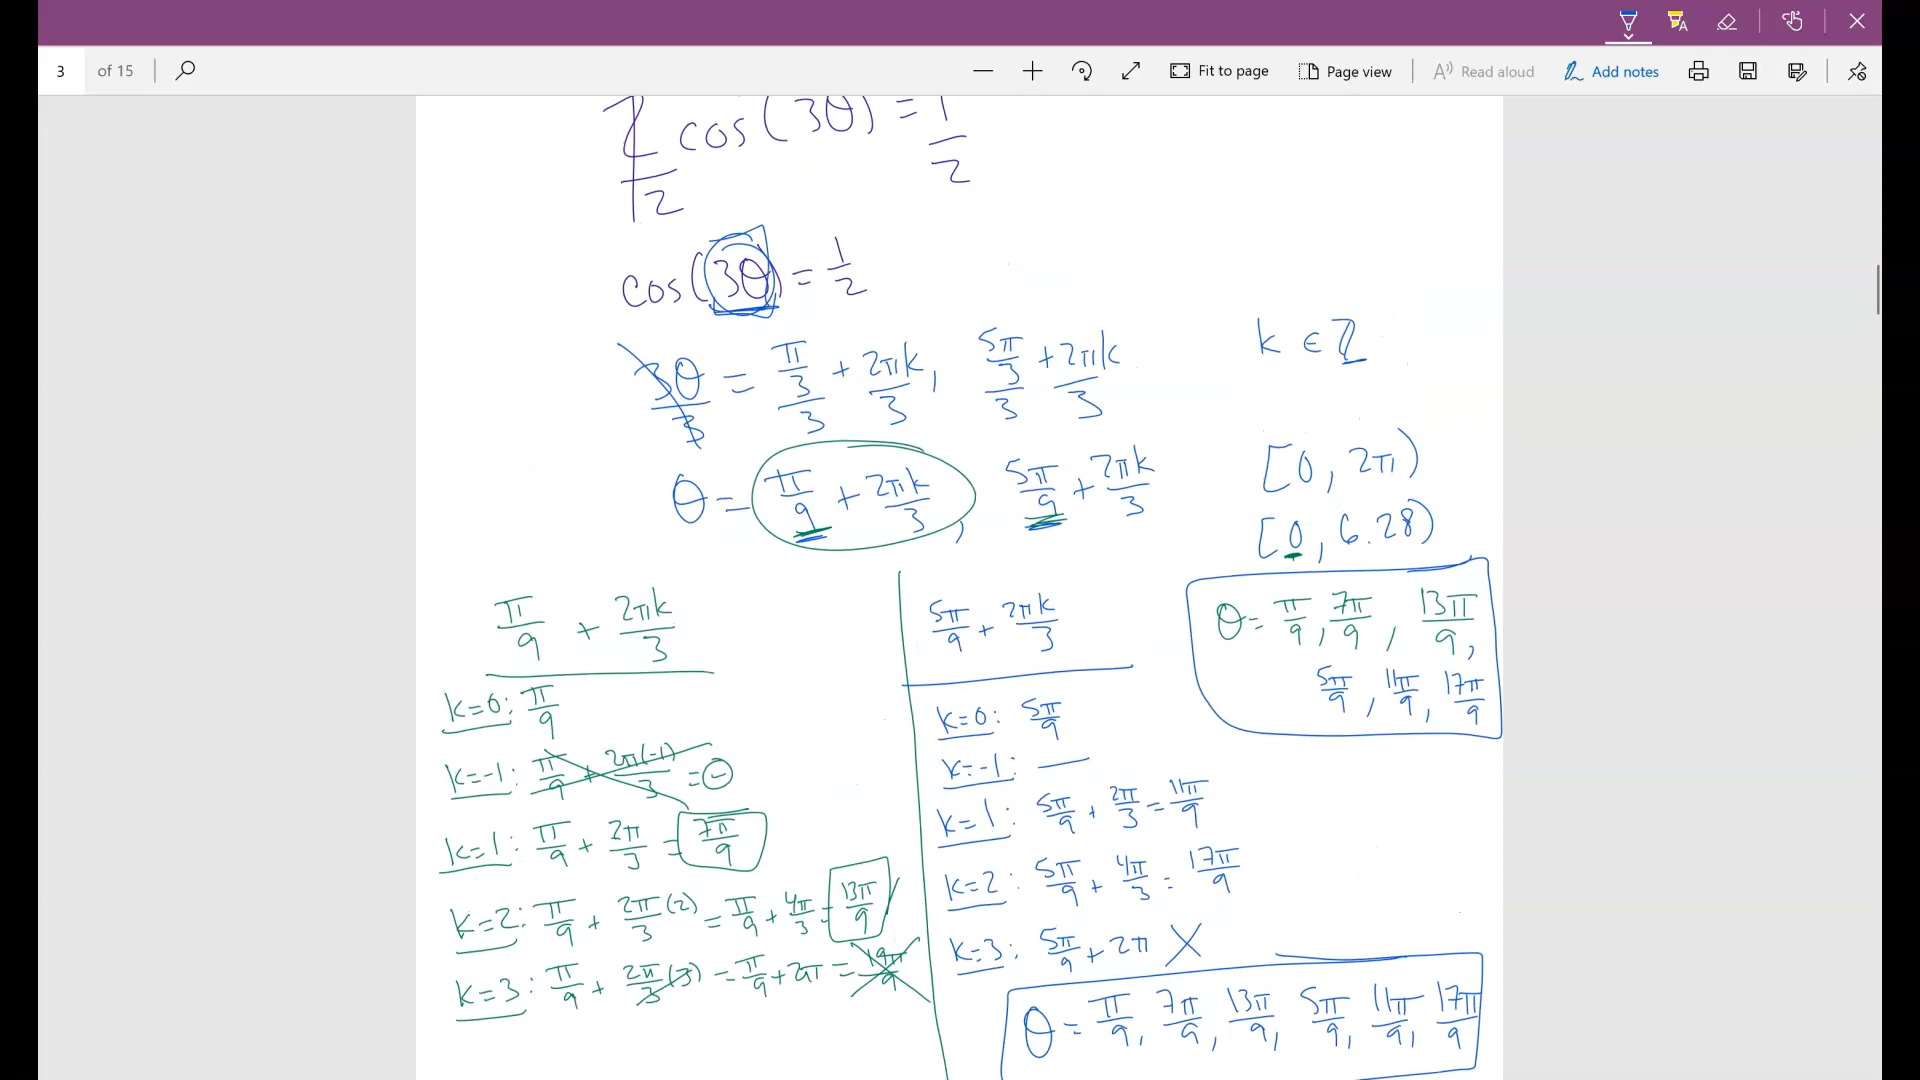 3 of 15 Fit to page Page view Read aloud Add notes
2 cos(3θ) = 1
2 2
cos(3θ) = 1/2
3θ/3 = π/3/3 + 2πk/3, 5π/3/3 + 2πk/3
k ∈ ℤ
θ = π/9 + 2πk/3, 5π/9 + 2πk/3
[0, 2π)
[0, 6.28)
π/9 + 2πk/3
k=0: π/9
k=-1: π/9 + 2π(-1)/3 = ⊖
k=1: π/9 + 2π/3 = 7π/9
k=2: π/9 + 2π(2)/3 = π/9 + 4π/3 = 13π/9
k=3: π/9 + 2π/3(3) = π/9 + 2π = 19π/9
5π/9 + 2πk/3
k=0: 5π/9
k=-1: —
k=1: 5π/9 + 2π/3 = 11π/9
k=2: 5π/9 + 4π/3 = 17π/9
k=3: 5π/9 + 2π X
θ = π/9, 7π/9, 13π/9,
5π/9, 11π/9, 17π/9
θ = π/9, 7π/9, 13π/9, 5π/9, 11π/9, 17π/9